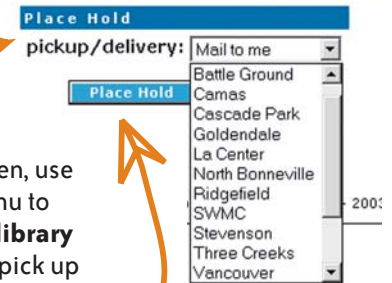 Place Hold
pickup/delivery: Mail to me
Battle Ground
Place Hold
Camas
Cascade Park
Goldendale
La Center
North Bonneville
Ridgefield
SWMC
Stevenson
Three Creeks
Vancouver
en, use
nu to
library
pick up
2003